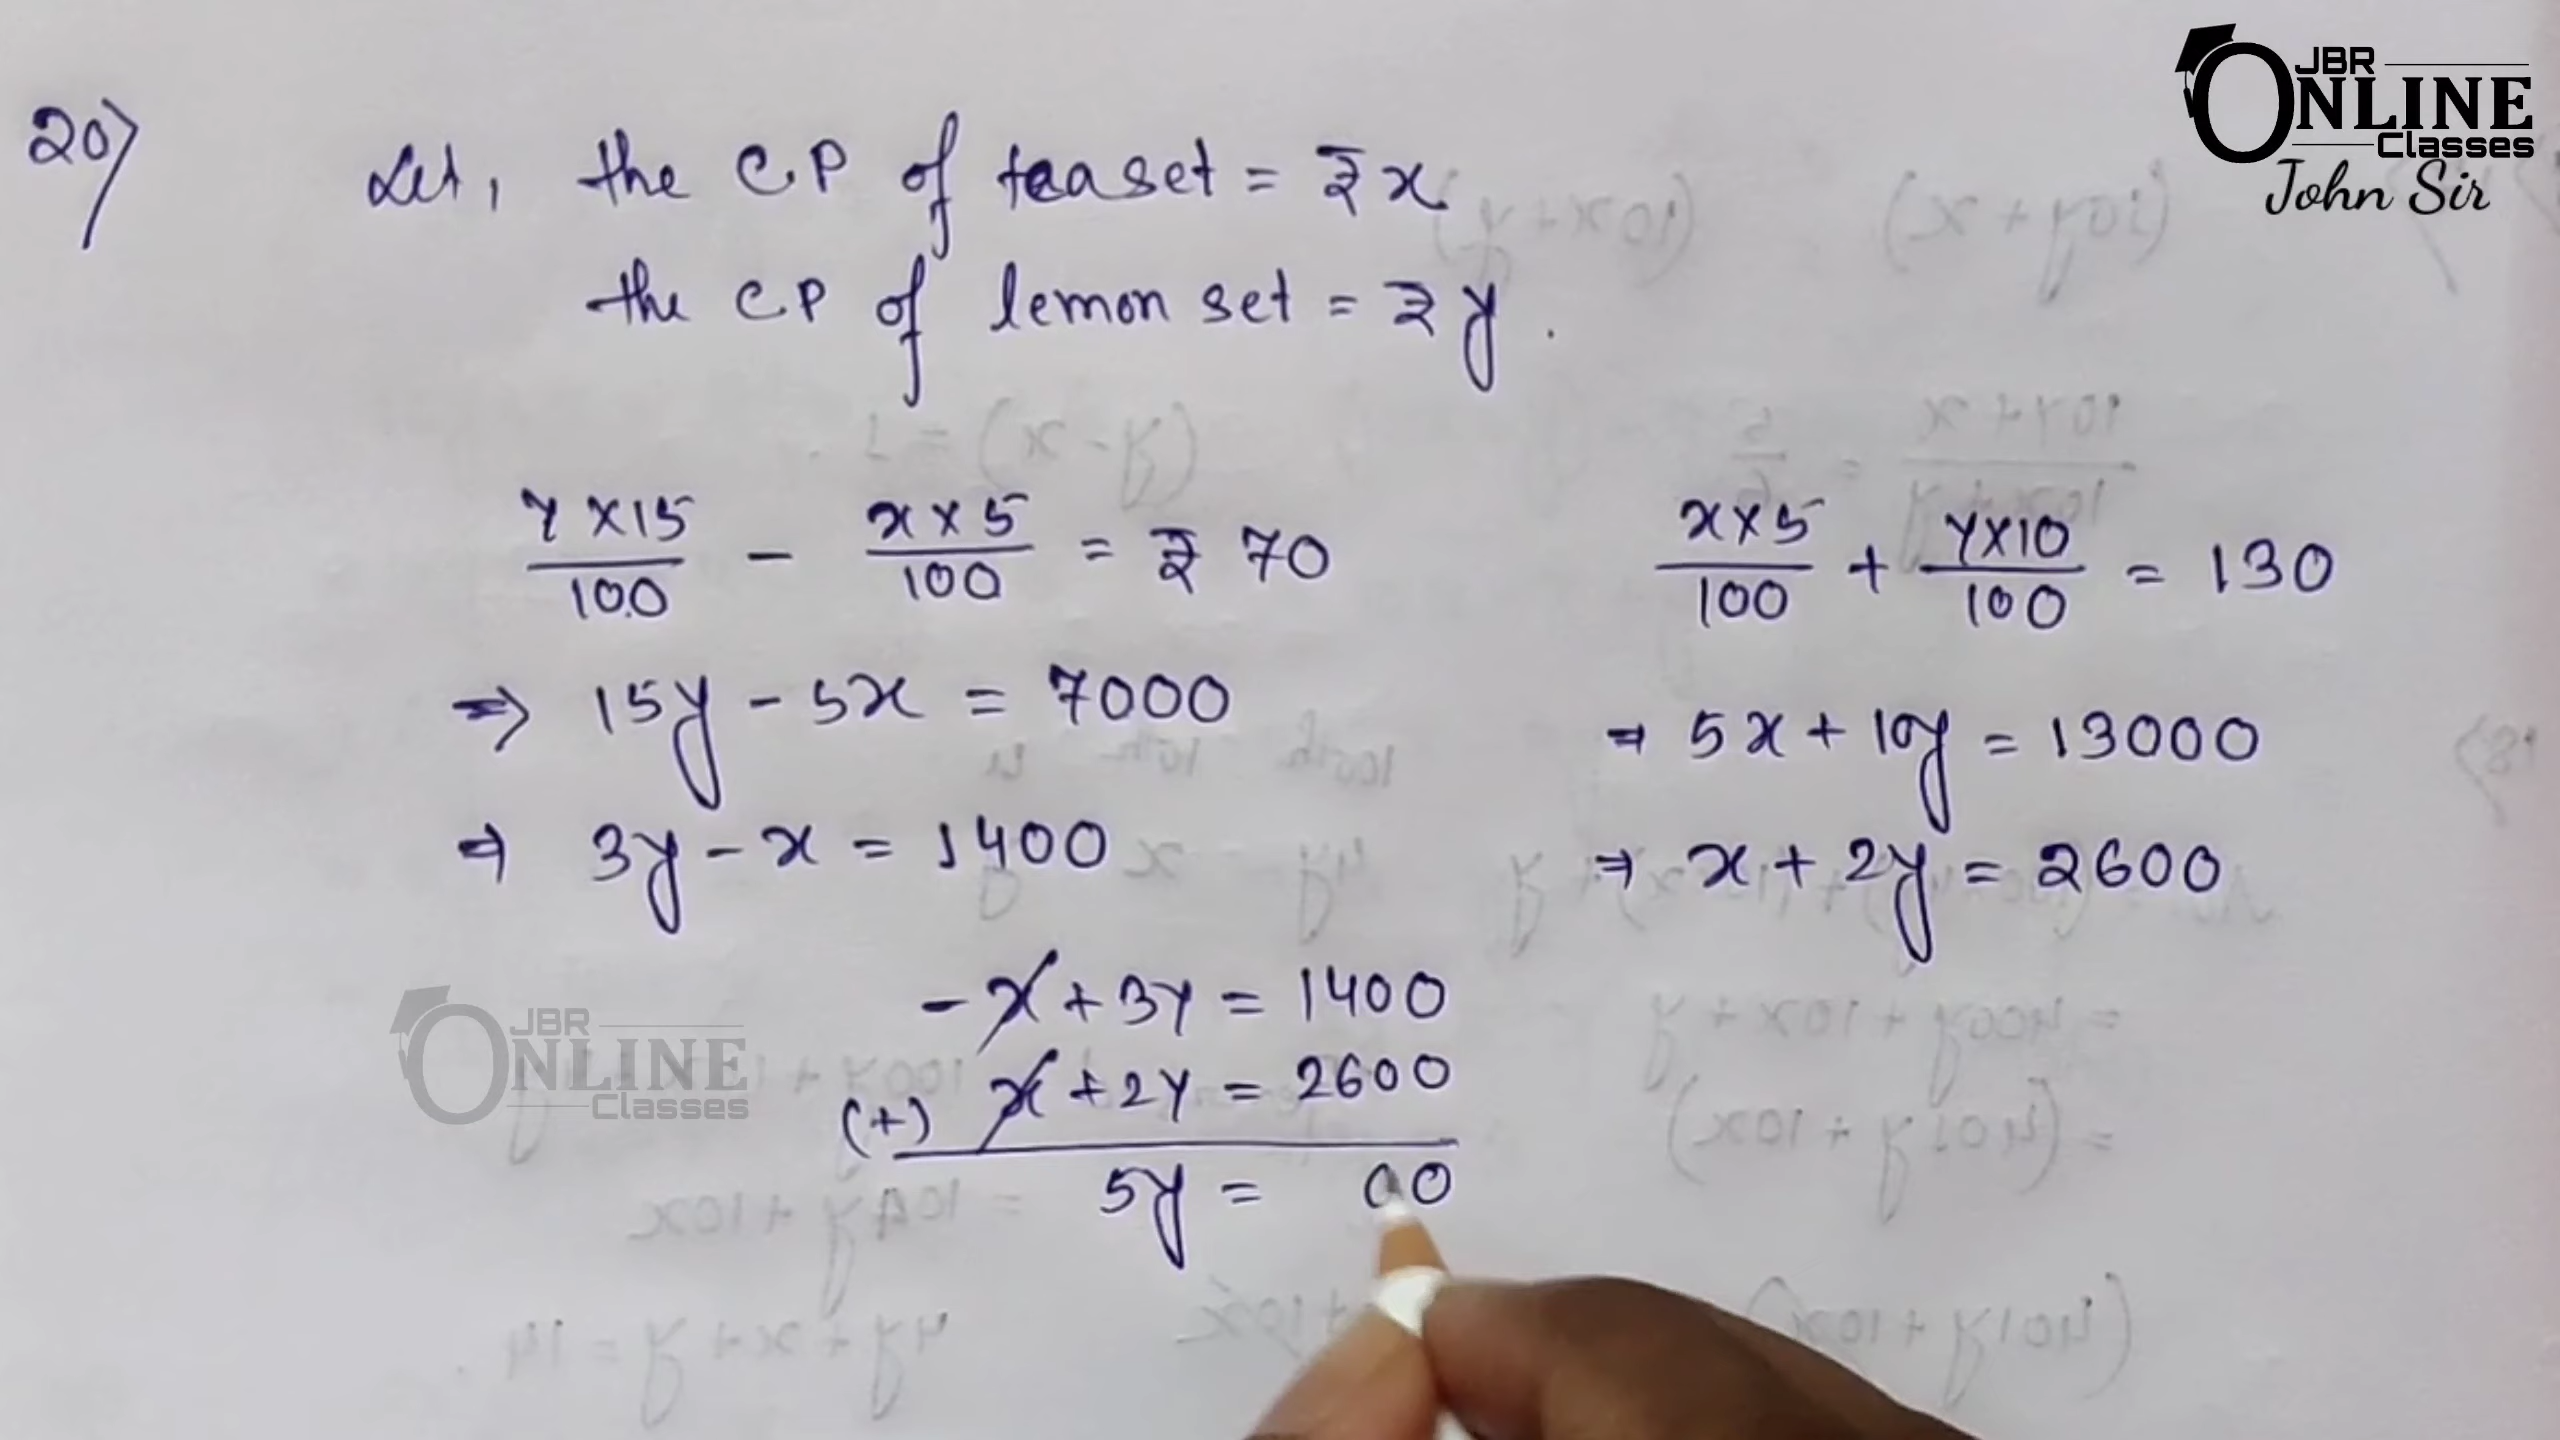 JBR
ONLINE
Classes
John Sir
20)
Let, the C.P of tea set = ₹ x
the C.P of lemon set = ₹ y.
y×15/100 - x×5/100 = ₹ 70
⇒ 15y - 5x = 7000
⇒ 3y - x = 1400
x×5/100 + y×10/100 = 130
⇒ 5x + 10y = 13000
⇒ x + 2y = 2600
-x + 3y = 1400
(+) x + 2y = 2600
5y = 00
JBR
ONLINE
Classes